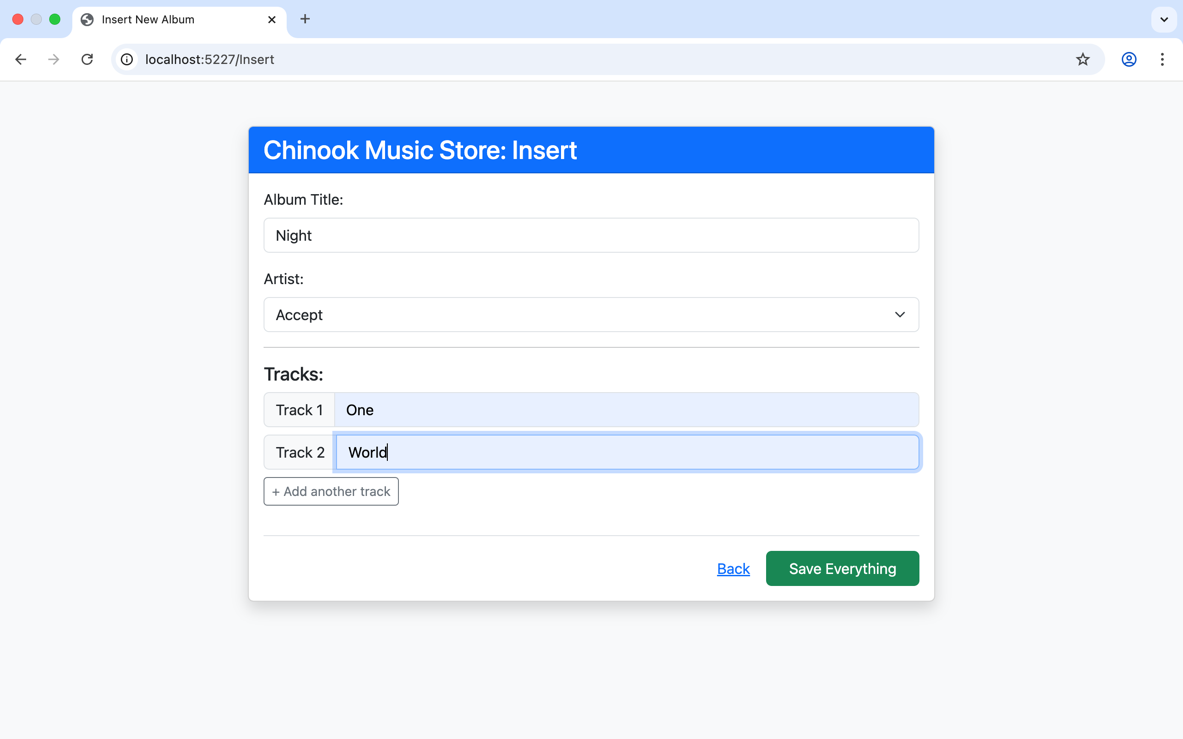 Insert New Album
localhost:5227/Insert
Chinook Music Store: Insert
Album Title:
Night
Artist:
Accept
Tracks:
Track 1 One
Track 2 World
+ Add another track
Back Save Everything